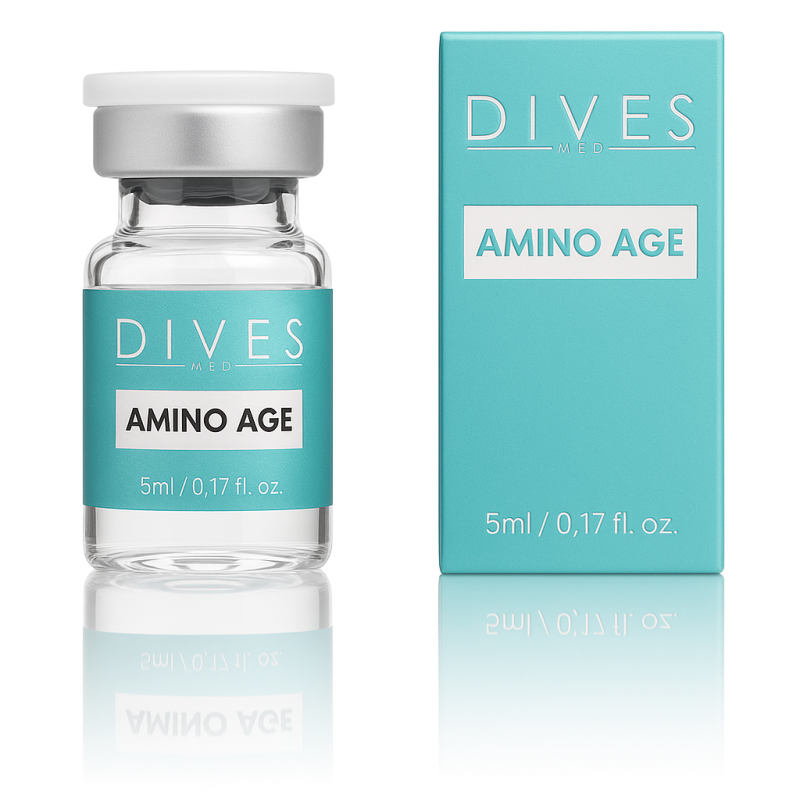 DIVES
MED
AMINO AGE
5ml / 0,17 fl. oz.
DIVES
MED
AMINO AGE
5ml / 0,17 fl. oz.